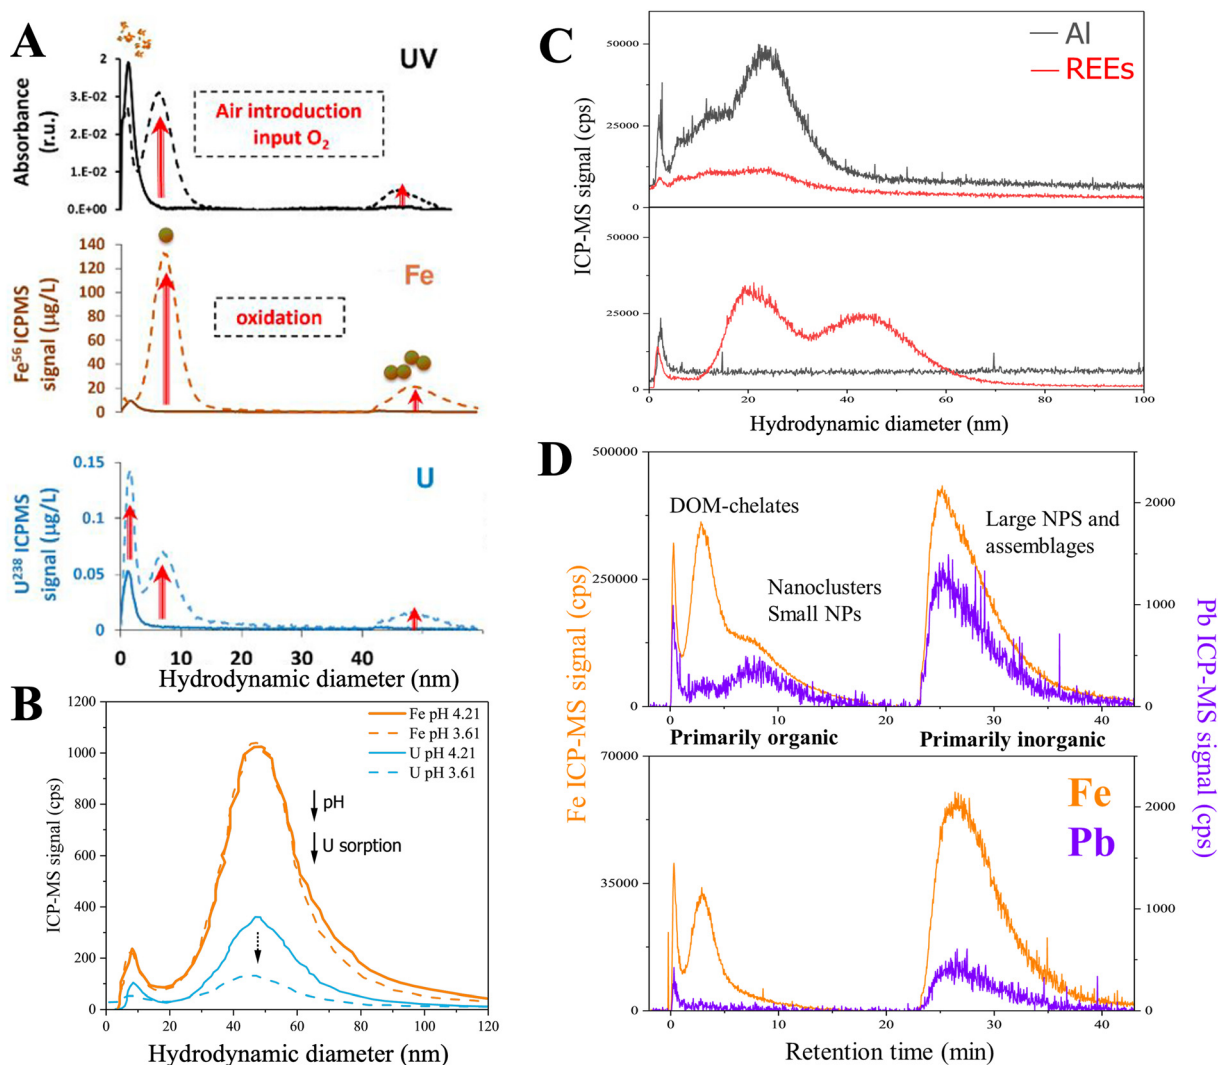 A
UV
Absorbance
(r.u.)
2
3.E-02
2.E-02
1.E-02
0.E+00
Air introduction
input O2
Fe
Fe56 ICPMS
signal (µg/L)
140
120
100
80
60
40
20
0
oxidation
U
U238 ICPMS
signal (µg/L)
0.15
0.1
0.05
0
0 10 20 30 40
Hydrodynamic diameter (nm)
B
ICP-MS signal (cps)
1200
1000
800
600
400
200
0
Fe pH 4.21
Fe pH 3.61
U pH 4.21
U pH 3.61
pH
U sorption
0 20 40 60 80 100 120
Hydrodynamic diameter (nm)
C
Al
REEs
ICP-MS signal (cps)
50000
25000
0
50000
25000
0
0 20 40 60 80 100
Hydrodynamic diameter (nm)
D
Fe ICP-MS signal (cps)
500000
250000
0
DOM-chelates
Nanoclusters
Small NPs
Large NPS and
assemblages
2000
1000
0
Pb ICP-MS signal (cps)
0 10 20 30 40
Primarily organic
Primarily inorganic
70000
35000
0
Fe
Pb
2000
1000
0
0 10 20 30 40
Retention time (min)